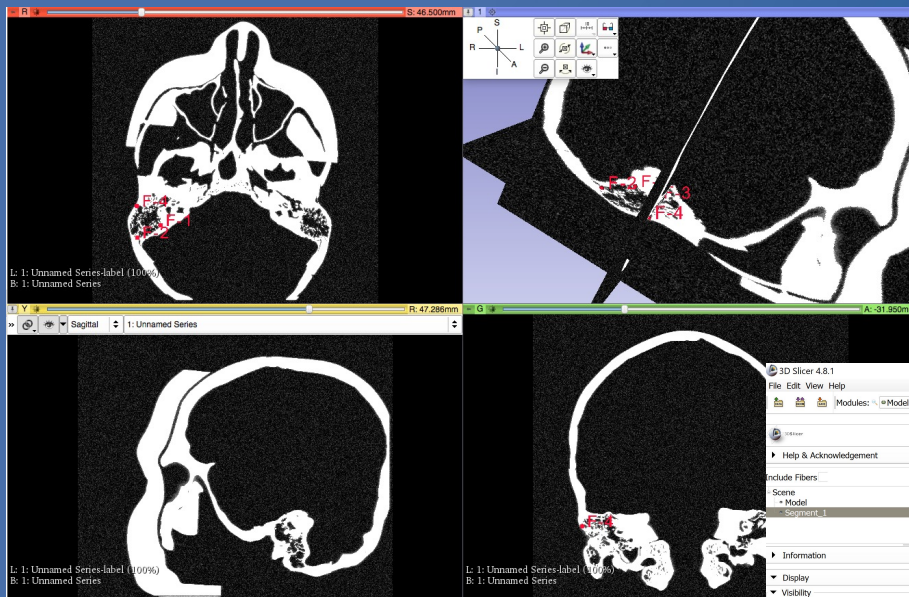 R S: 46.500mm
F-4
F-1
F-2
L: 1: Unnamed Series-label (100%)
B: 1: Unnamed Series
1
S
P
R L
A
I
F-2 F- -3
F-4
Y R: 47.286mm
» Sagittal 1: Unnamed Series
L: 1: Unnamed Series-label (100%)
B: 1: Unnamed Series
G A: -31.950m
F-4
L: 1: Unnamed Series-label (100%)
B: 1: Unnamed Series
3D Slicer 4.8.1
File Edit View Help
Modules: Model
Help & Acknowledgement
Include Fibers
Scene
Model
Segment_1
Information
Display
Visibility